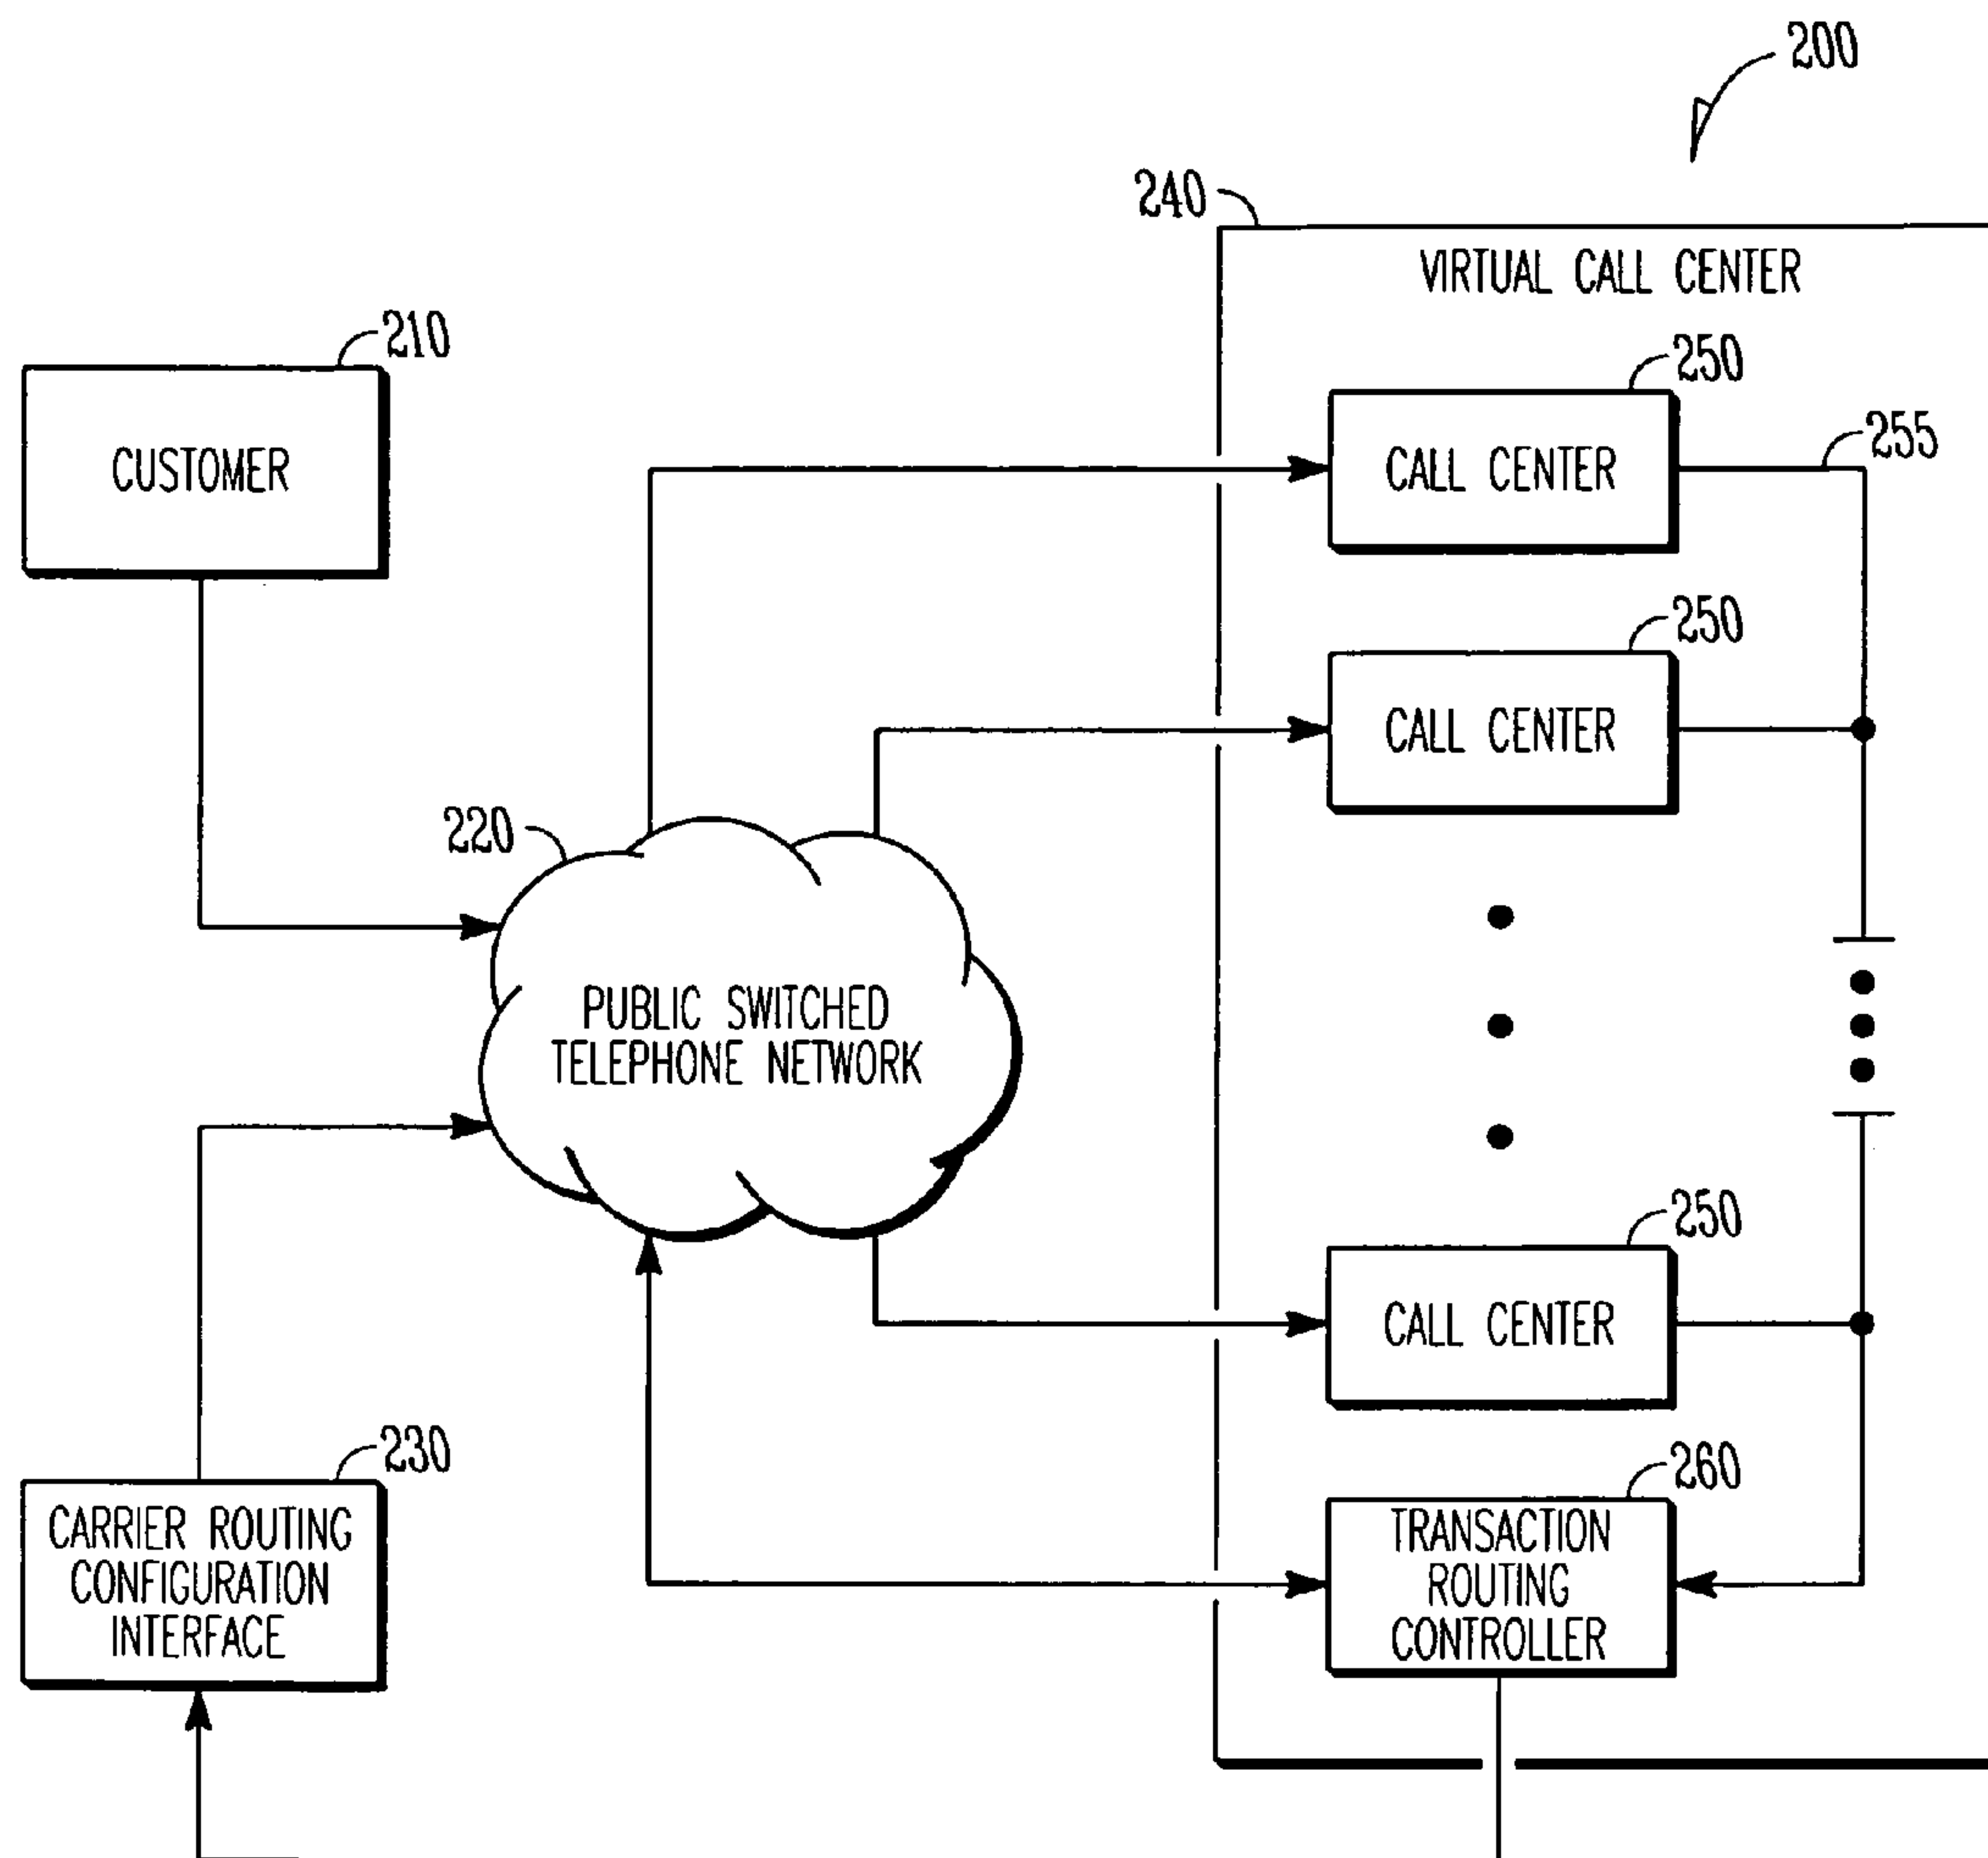 200
240
VIRTUAL CALL CENTER
210
250
CUSTOMER
CALL CENTER
255
250
CALL CENTER
220
PUBLIC SWITCHED
TELEPHONE NETWORK
250
CALL CENTER
230
CARRIER ROUTING
CONFIGURATION
INTERFACE
260
TRANSACTION
ROUTING
CONTROLLER